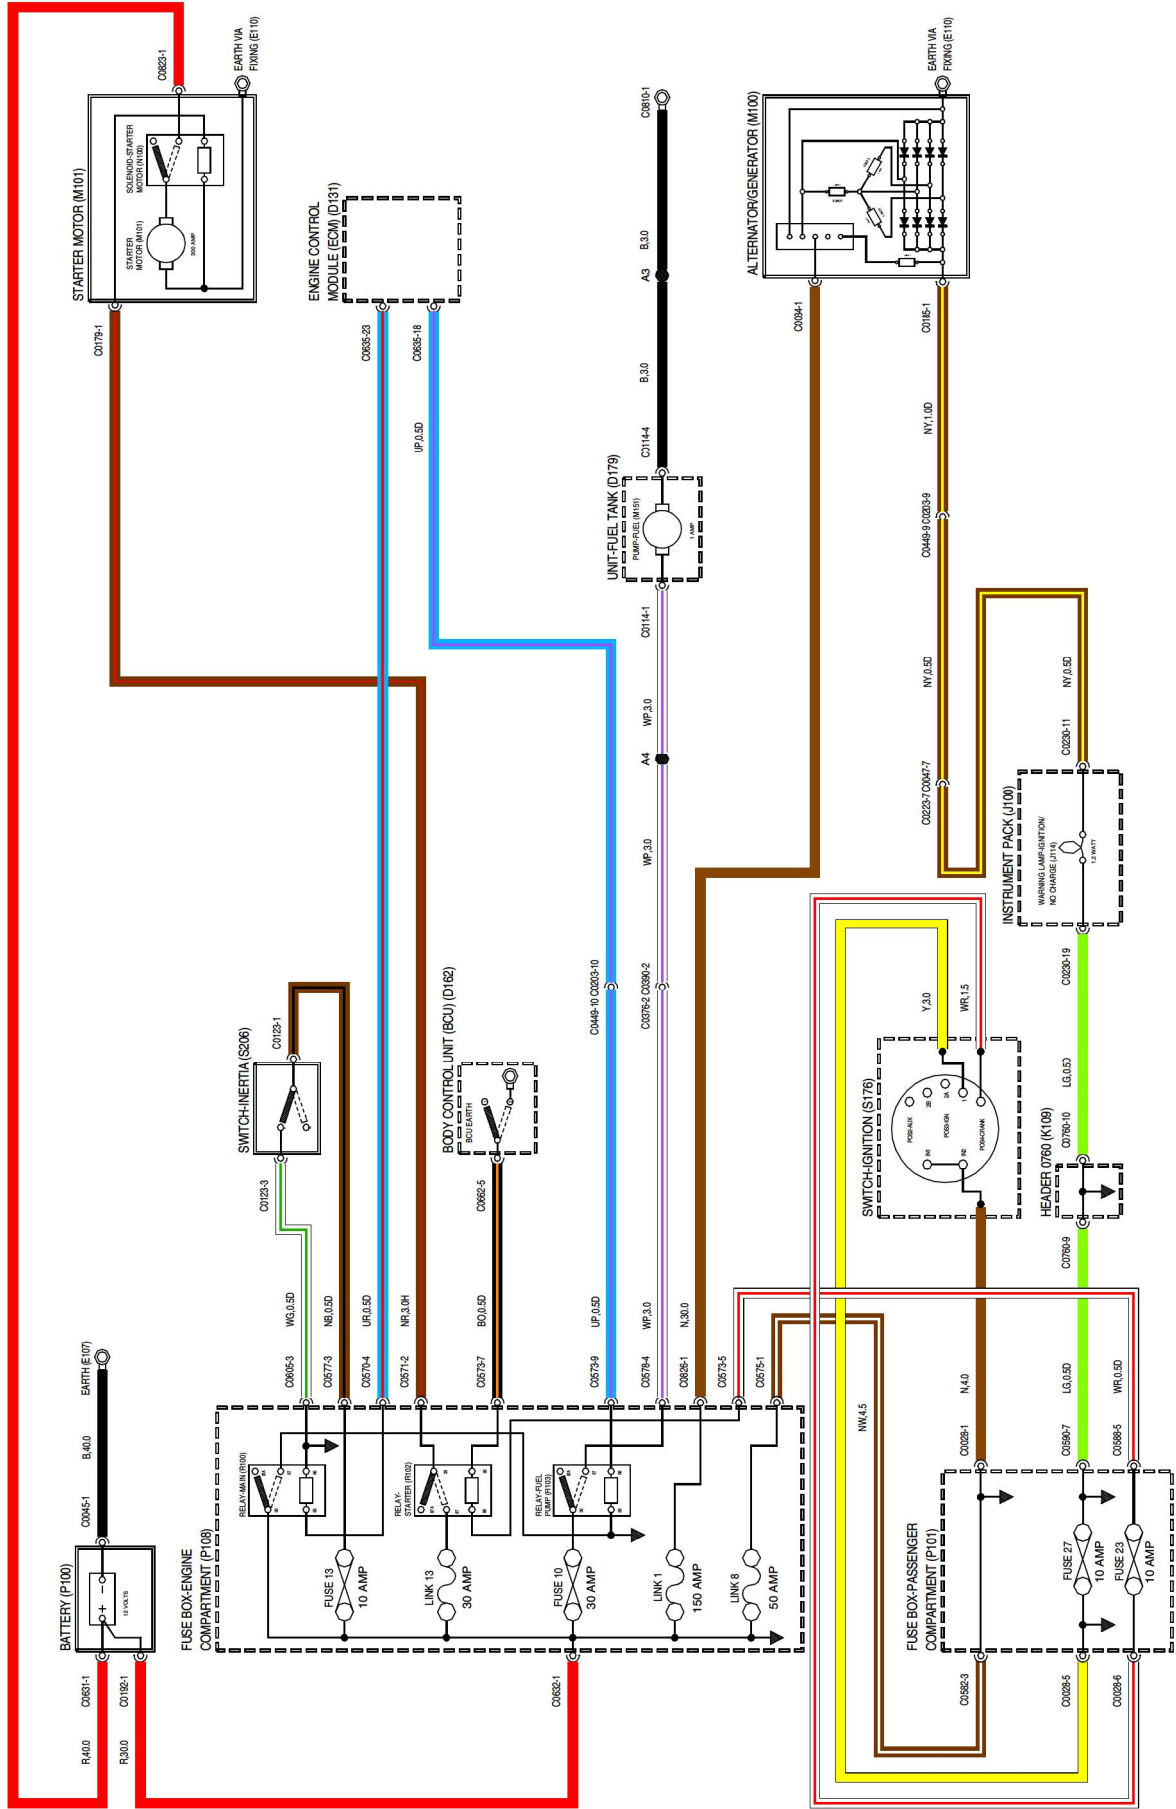 C0823-1
EARTH VIA
FIXING (E110)
STARTER MOTOR (M101)
SOLENOID-STARTER
MOTOR (N100)
STARTER
MOTOR (M101)
300 AMP
C0179-1
ENGINE CONTROL
MODULE (ECM) (D131)
C0635-23
C0635-18
UP,0.5D
C0810-1
B,3.0
A3
B,3.0
C0114-4
UNIT-FUEL TANK (D179)
PUMP-FUEL (M151)
1 AMP
C0114-1
WP,3.0
A4
WP,3.0
ALTERNATOR/GENERATOR (M100)
EARTH VIA
FIXING (E110)
C0094-1
C0185-1
NY,1.0D
C0449-9 C0203-9
NY,0.5D
C0223-7 C0047-7
NY,0.5D
C0230-11
INSTRUMENT PACK (J100)
WARNING LAMP-IGNITION/
NO CHARGE (J114)
1.2 WATT
C0230-19
LG,0.5D
C0760-10
HEADER 0760 (K109)
C0760-9
SWITCH-IGNITION (S176)
Y,3.0
WR,1.5
POS2-AUX
2B
2A
POS3-IGN
1
POS4-CRANK
IN1
IN2
SWITCH-INERTIA (S206)
C0123-1
C0123-3
BODY CONTROL UNIT (BCU) (D162)
BCU EARTH
C0662-5
C0449-10 C0203-10
C0376-2 C0390-2
WG,0.5D
NB,0.5D
UR,0.5D
NR,3.0H
BO,0.5D
UP,0.5D
WP,3.0
N,30.0
C0605-3
C0577-3
C0570-4
C0571-2
C0573-7
C0573-9
C0578-4
C0826-1
C0573-5
C0575-1
NW,4.5
N,4.0
LG,0.5D
WR,0.5D
C0028-1
C0590-7
C0588-5
EARTH (E107)
B,40.0
C0045-1
BATTERY (P100)
+
-
12 VOLTS
C0631-1
C0192-1
R,40.0
R,30.0
FUSE BOX-ENGINE
COMPARTMENT (P108)
RELAY-MAIN (R100)
RELAY-
STARTER (R102)
RELAY-FUEL
PUMP (R103)
FUSE 13
10 AMP
LINK 13
30 AMP
FUSE 10
30 AMP
LINK 1
150 AMP
LINK 8
50 AMP
C0632-1
FUSE BOX-PASSENGER
COMPARTMENT (P101)
FUSE 27
10 AMP
FUSE 23
10 AMP
C0582-3
C0028-5
C0028-6